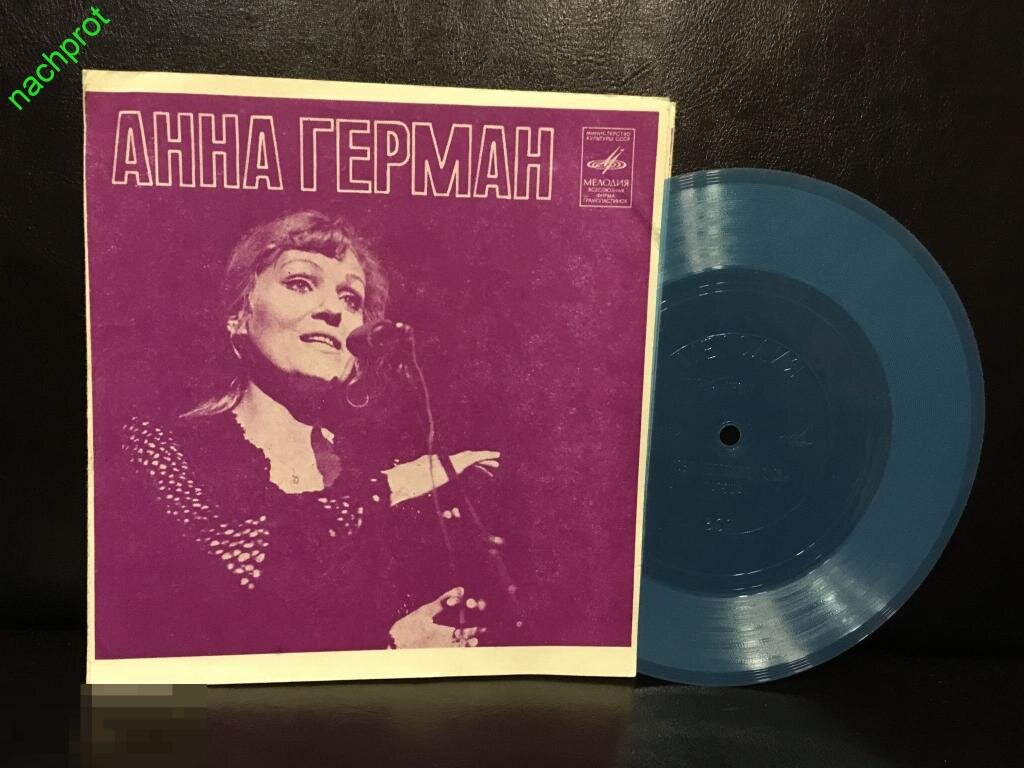 nachprot
АННА ГЕРМАН
МИНИСТЕРСТВО
КУЛЬТУРЫ СССР
МЕЛОДИЯ
ВСЕСОЮЗНАЯ
ФИРМА
ГРАМПЛАСТИНОК